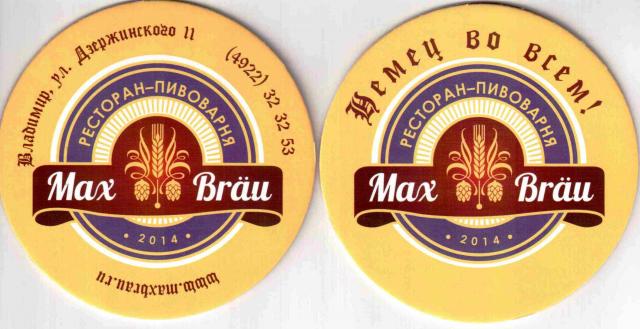 Владимир, ул. Дзержинского 11
(4922) 32 32 53
РЕСТОРАН-ПИВОВАРНЯ
Max Bräu
· 2014 ·
www.maxbrau.ru
Немец во всем!
РЕСТОРАН-ПИВОВАРНЯ
Max Bräu
· 2014 ·